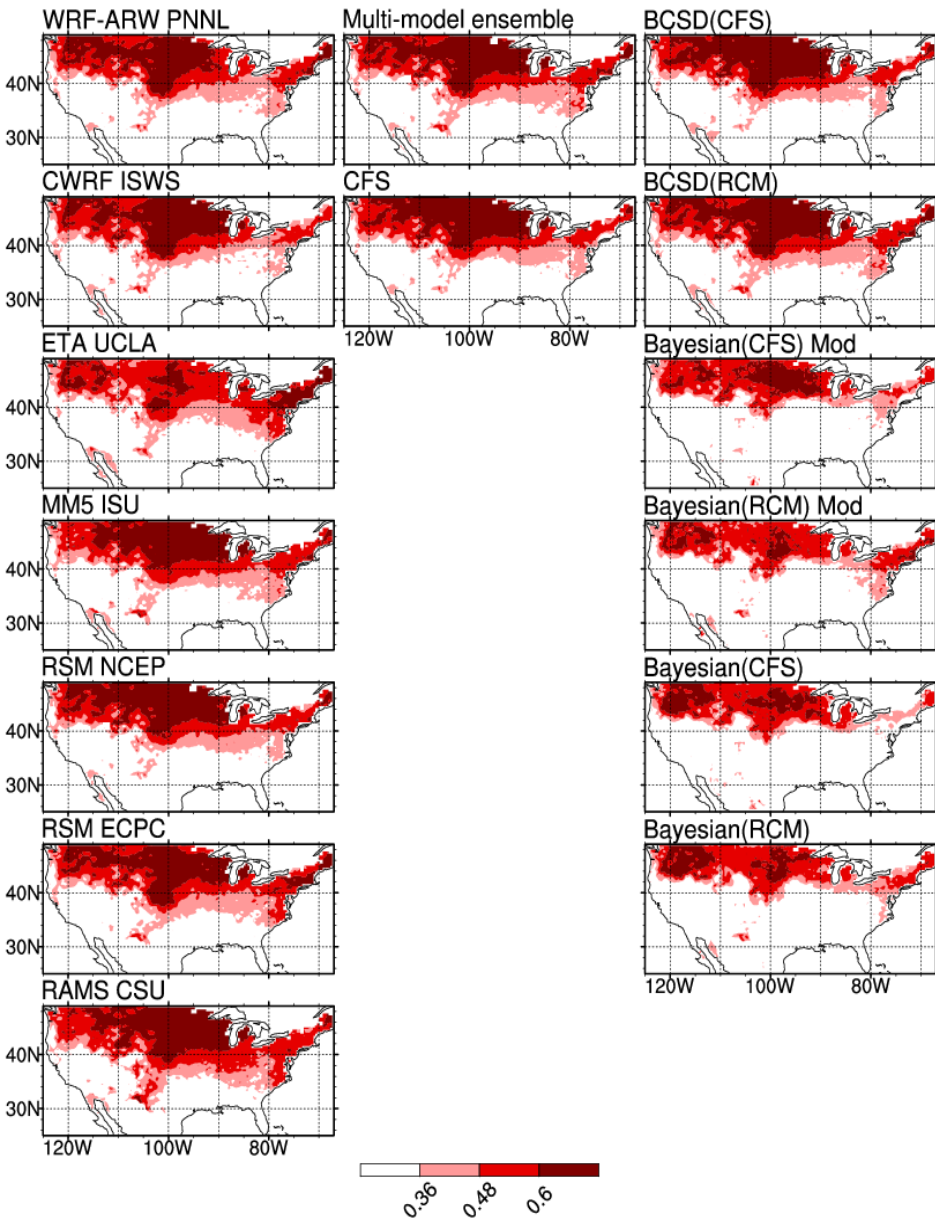 WRF-ARW PNNL
Multi-model ensemble
BCSD(CFS)
40N
30N
CWRF ISWS
CFS
BCSD(RCM)
40N
30N
120W 100W 80W
ETA UCLA
Bayesian(CFS) Mod
40N
30N
MM5 ISU
Bayesian(RCM) Mod
40N
30N
RSM NCEP
Bayesian(CFS)
40N
30N
RSM ECPC
Bayesian(RCM)
40N
30N
120W 100W 80W
RAMS CSU
40N
30N
120W 100W 80W
0.36 0.48 0.6